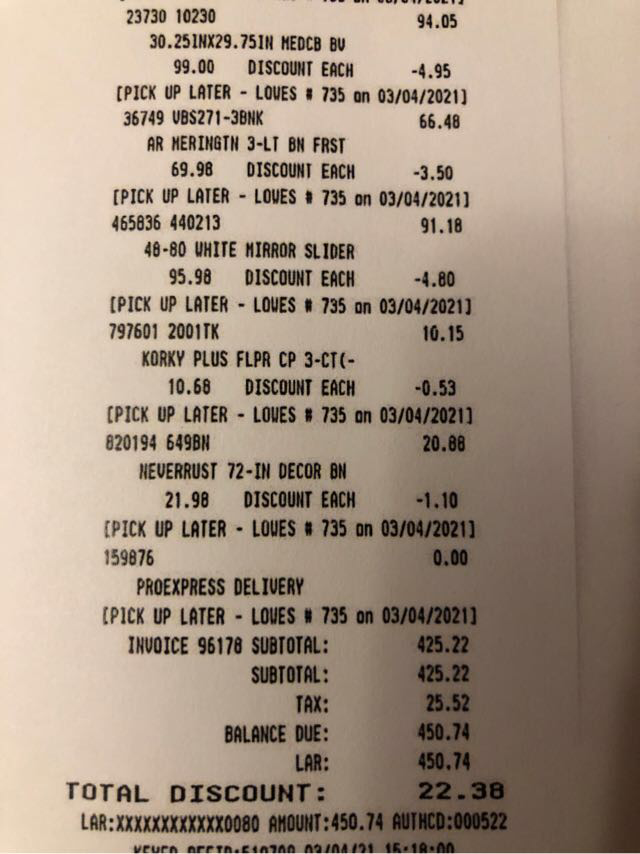 23730 10230 94.05
30.25INX29.75IN MEDCB BV
99.00 DISCOUNT EACH -4.95
[PICK UP LATER - LOWES # 735 on 03/04/2021]
36749 VBS271-3BNK 66.48
AR MERINGTN 3-LT BN FRST
69.98 DISCOUNT EACH -3.50
[PICK UP LATER - LOWES # 735 on 03/04/2021]
465836 440213 91.18
48-80 WHITE MIRROR SLIDER
95.98 DISCOUNT EACH -4.80
[PICK UP LATER - LOWES # 735 on 03/04/2021]
797601 2001TK 10.15
KORKY PLUS FLPR CP 3-CT(-
10.68 DISCOUNT EACH -0.53
[PICK UP LATER - LOWES # 735 on 03/04/2021]
820194 649BN 20.88
NEVERRUST 72-IN DECOR BN
21.98 DISCOUNT EACH -1.10
[PICK UP LATER - LOWES # 735 on 03/04/2021]
159876 0.00
PROEXPRESS DELIVERY
[PICK UP LATER - LOWES # 735 on 03/04/2021]
INVOICE 96178 SUBTOTAL: 425.22
SUBTOTAL: 425.22
TAX: 25.52
BALANCE DUE: 450.74
LAR: 450.74
TOTAL DISCOUNT: 22.38
LAR:XXXXXXXXXXXX0080 AMOUNT:450.74 AUTHCD:000522
03/04/21 15:18:00